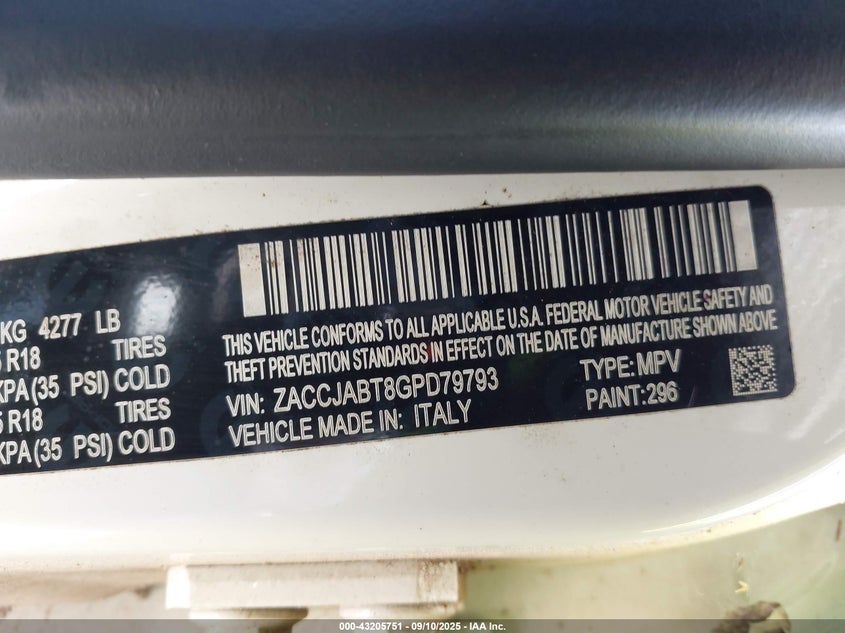 KG 4277 LB
R18 TIRES
KPA (35 PSI) COLD
R18 TIRES
KPA (35 PSI) COLD
THIS VEHICLE CONFORMS TO ALL APPLICABLE U.S.A. FEDERAL MOTOR VEHICLE SAFETY AND
THEFT PREVENTION STANDARDS IN EFFECT ON THE DATE OF MANUFACTURE SHOWN ABOVE
VIN: ZACCJABT8GPD79793 TYPE: MPV
VEHICLE MADE IN: ITALY PAINT: 296
000-43205751 - 09/10/2025 - IAA Inc.